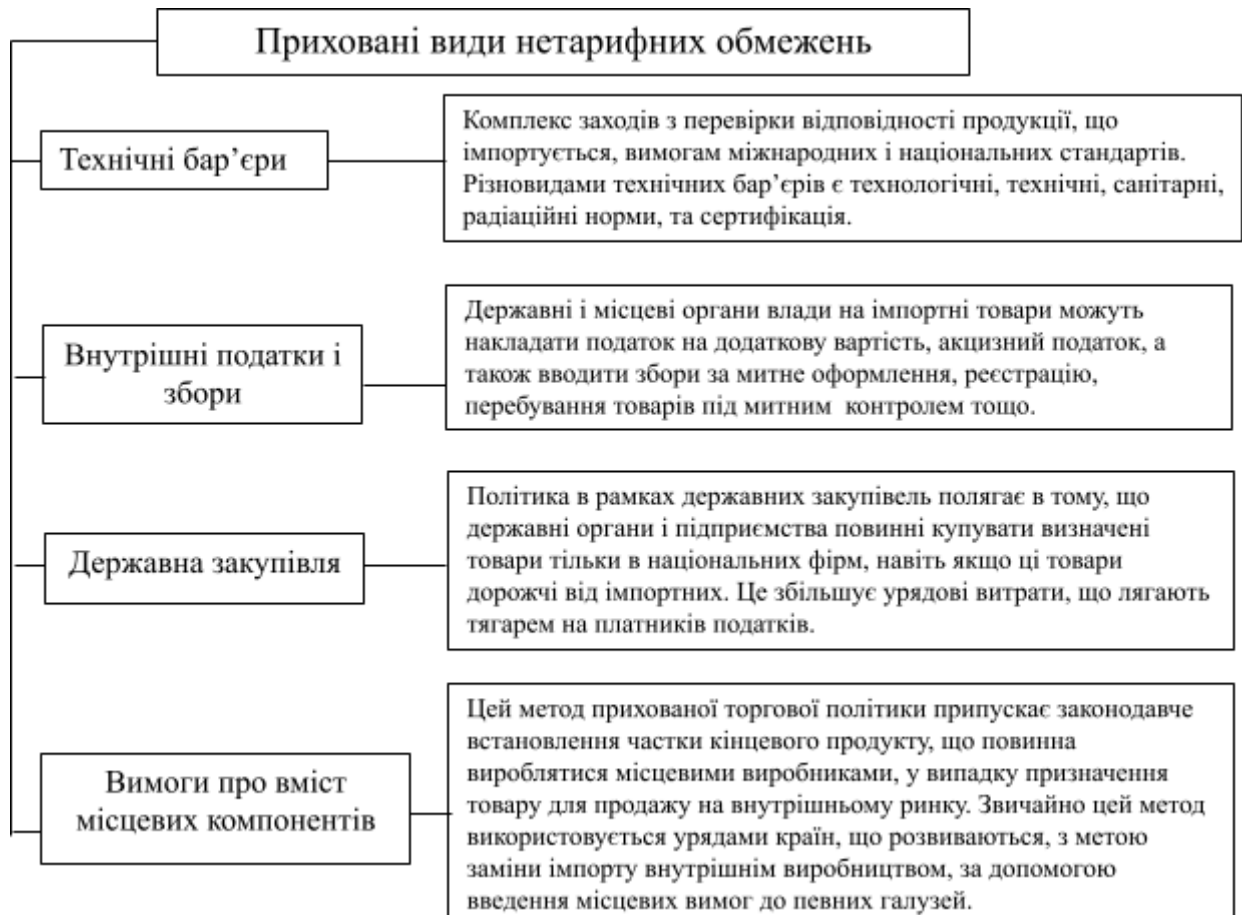 Приховані види нетарифних обмежень
Технічні бар’єри
Комплекс заходів з перевірки відповідності продукції, що
імпортується, вимогам міжнародних і національних стандартів.
Різновидами технічних бар’єрів є технологічні, технічні, санітарні,
радіаційні норми, та сертифікація.
Внутрішні податки і
збори
Державні і місцеві органи влади на імпортні товари можуть
накладати податок на додаткову вартість, акцизний податок, а
також вводити збори за митне оформлення, реєстрацію,
перебування товарів під митним контролем тощо.
Державна закупівля
Політика в рамках державних закупівель полягає в тому, що
державні органи і підприємства повинні купувати визначені
товари тільки в національних фірм, навіть якщо ці товари
дорожчі від імпортних. Це збільшує урядові витрати, що лягають
тягарем на платників податків.
Вимоги про вміст
місцевих компонентів
Цей метод прихованої торгової політики припускає законодавче
встановлення частки кінцевого продукту, що повинна
вироблятися місцевими виробниками, у випадку призначення
товару для продажу на внутрішньому ринку. Звичайно цей метод
використовується урядами країн, що розвиваються, з метою
заміни імпорту внутрішнім виробництвом, за допомогою
введення місцевих вимог до певних галузей.